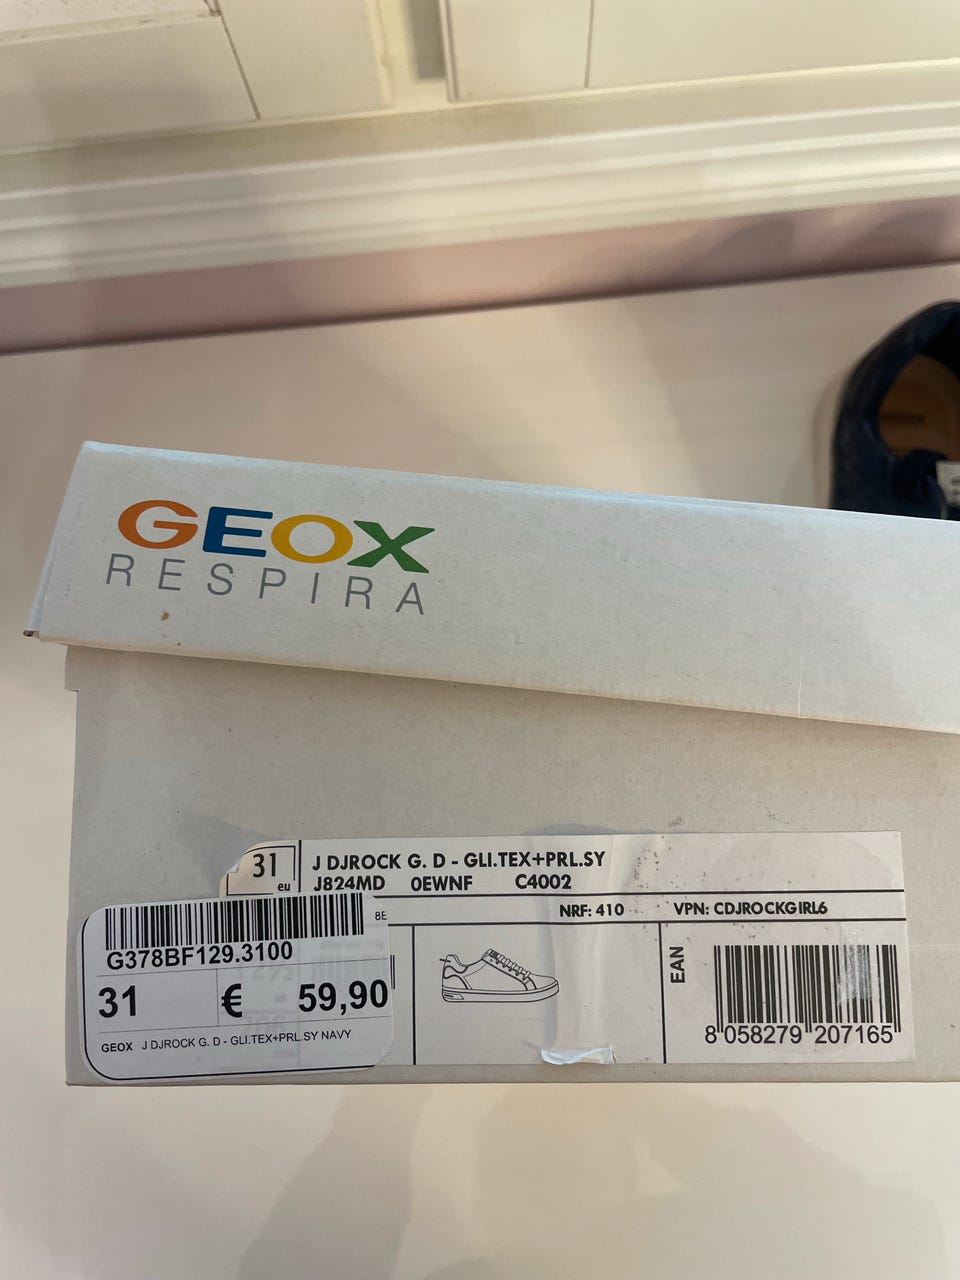 GEOX
RESPIRA
31
eu
J DJROCK G. D - GLI.TEX+PRL.SY
J824MD 0EWNF C4002
8E
NRF: 410
VPN: CDJROCKGIRL6
G378BF129.3100
31 € 59,90
GEOX J DJROCK G. D - GLI.TEX+PRL.SY NAVY
EAN
8 058279 207165